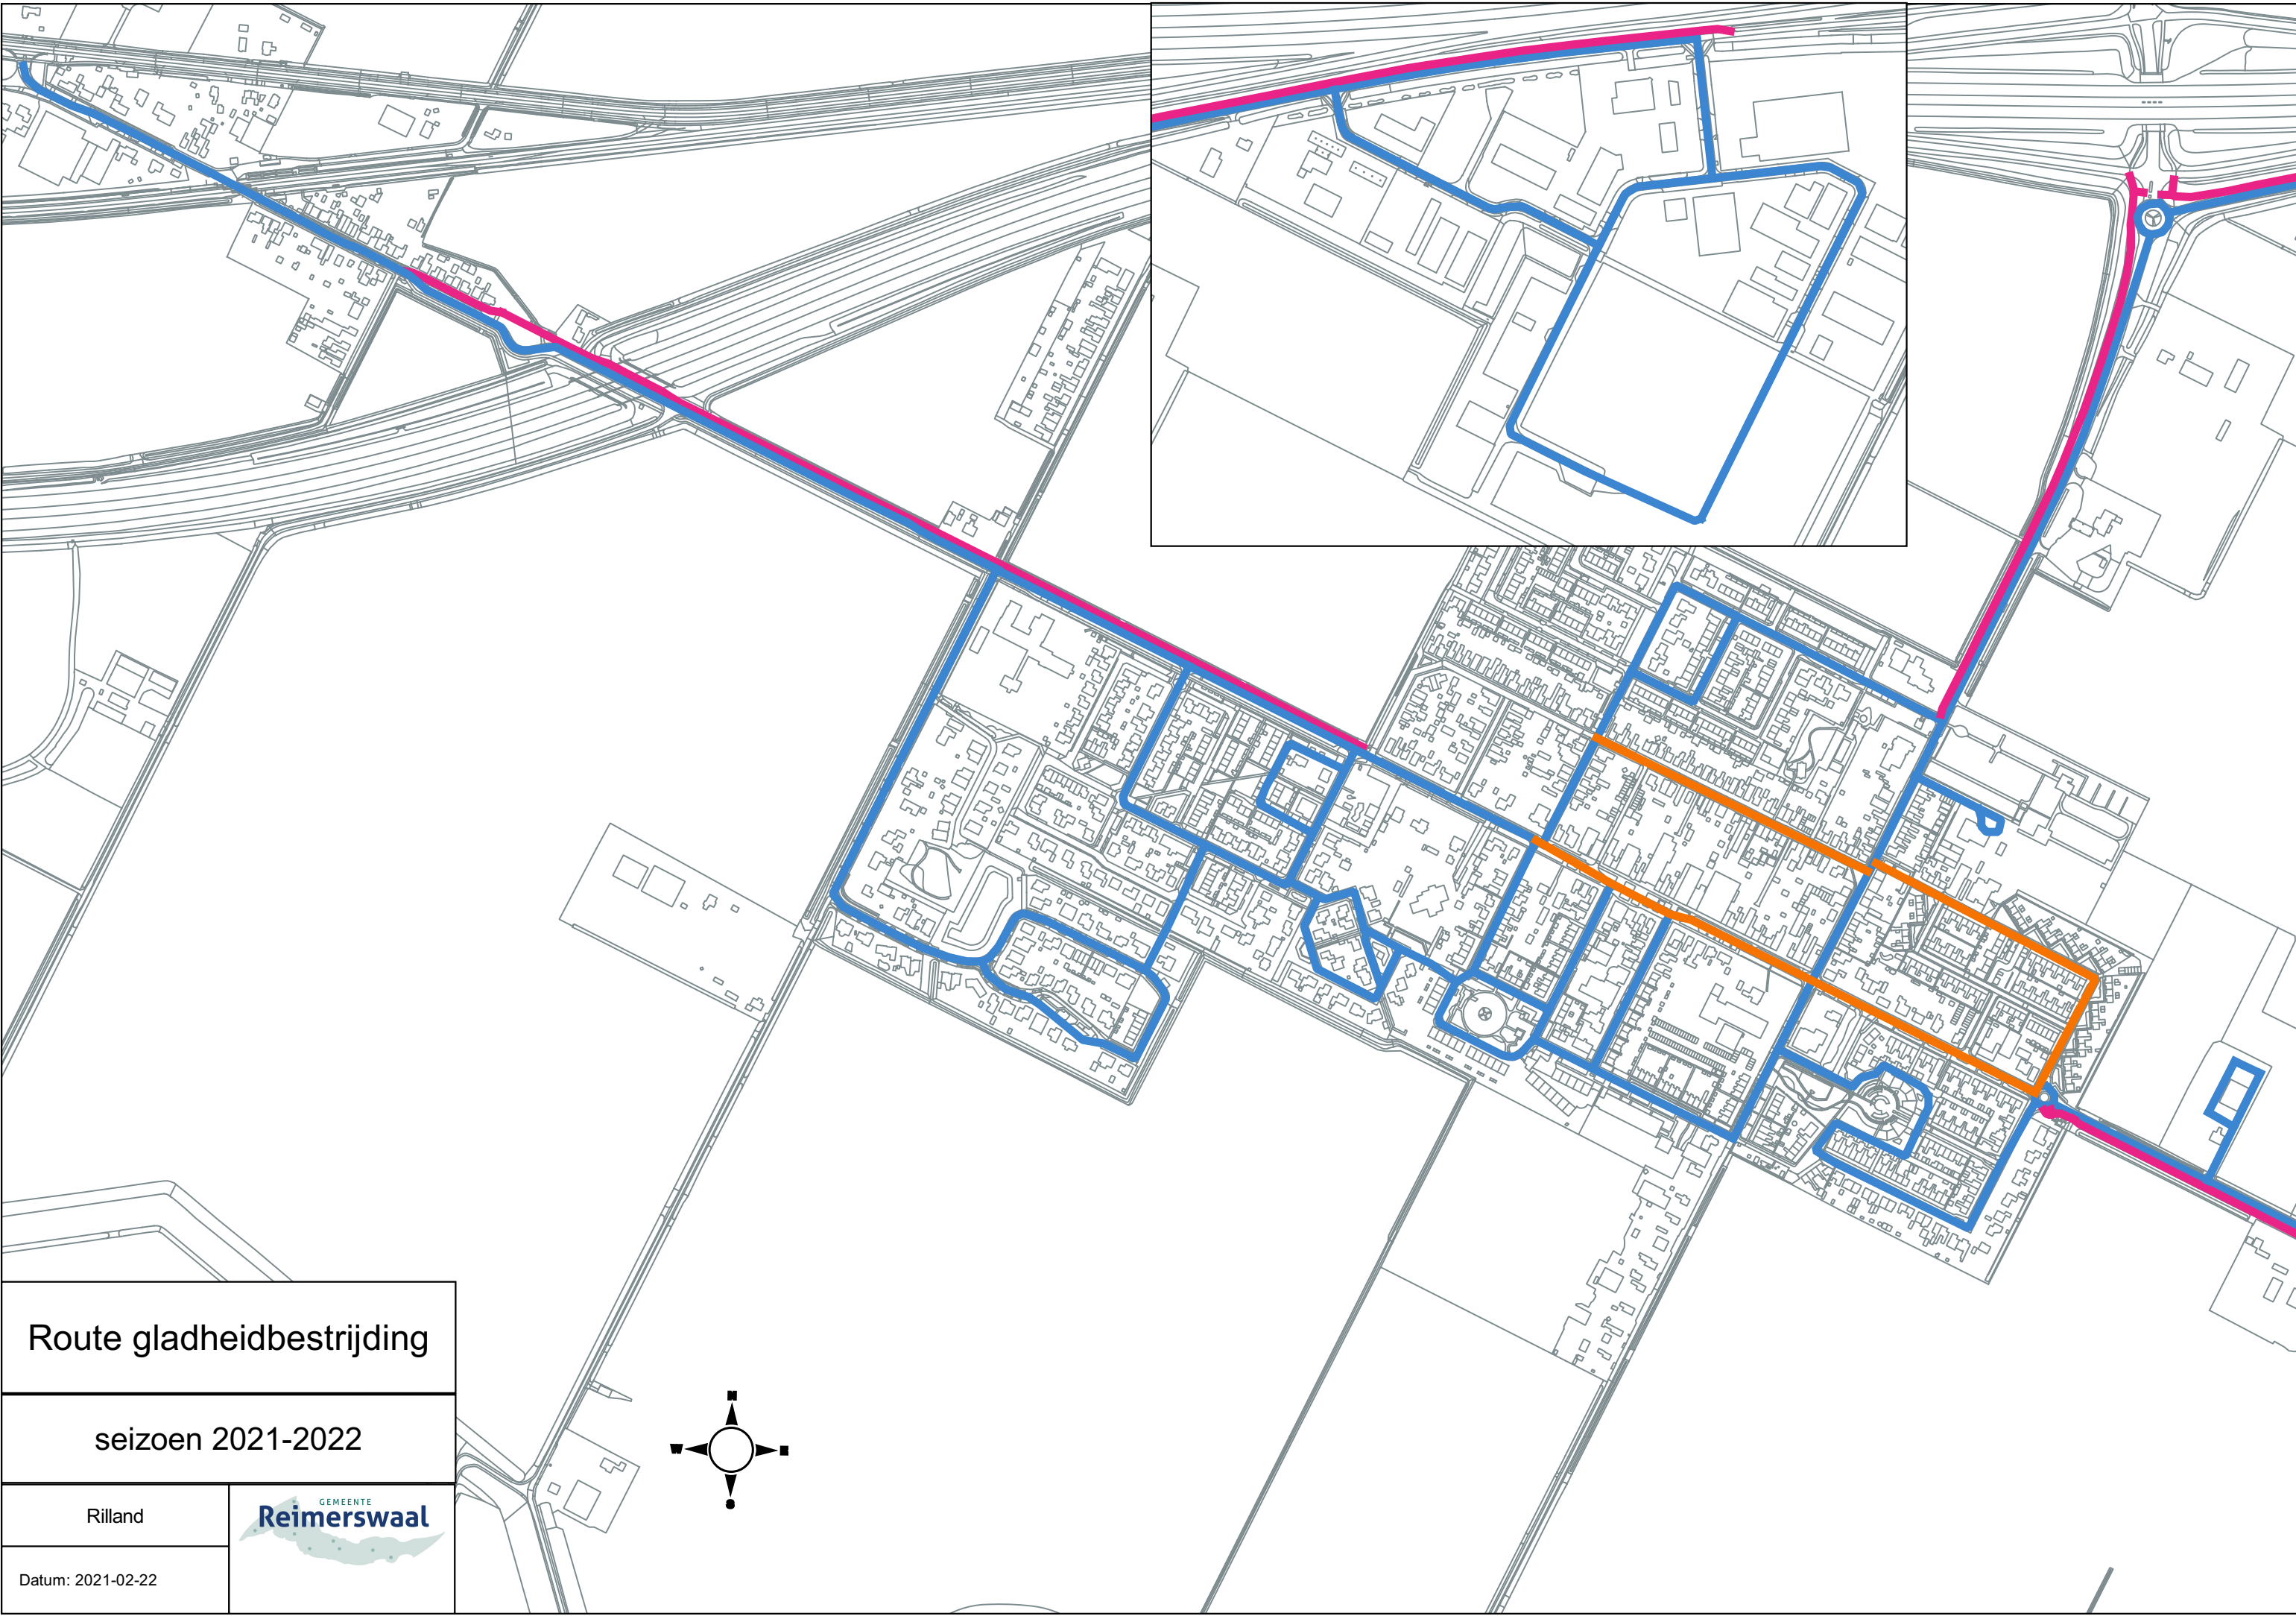 Route gladheidbestrijding
seizoen 2021-2022
Rilland
GEMEENTE
Reimerswaal
Datum: 2021-02-22
N
W
E
S